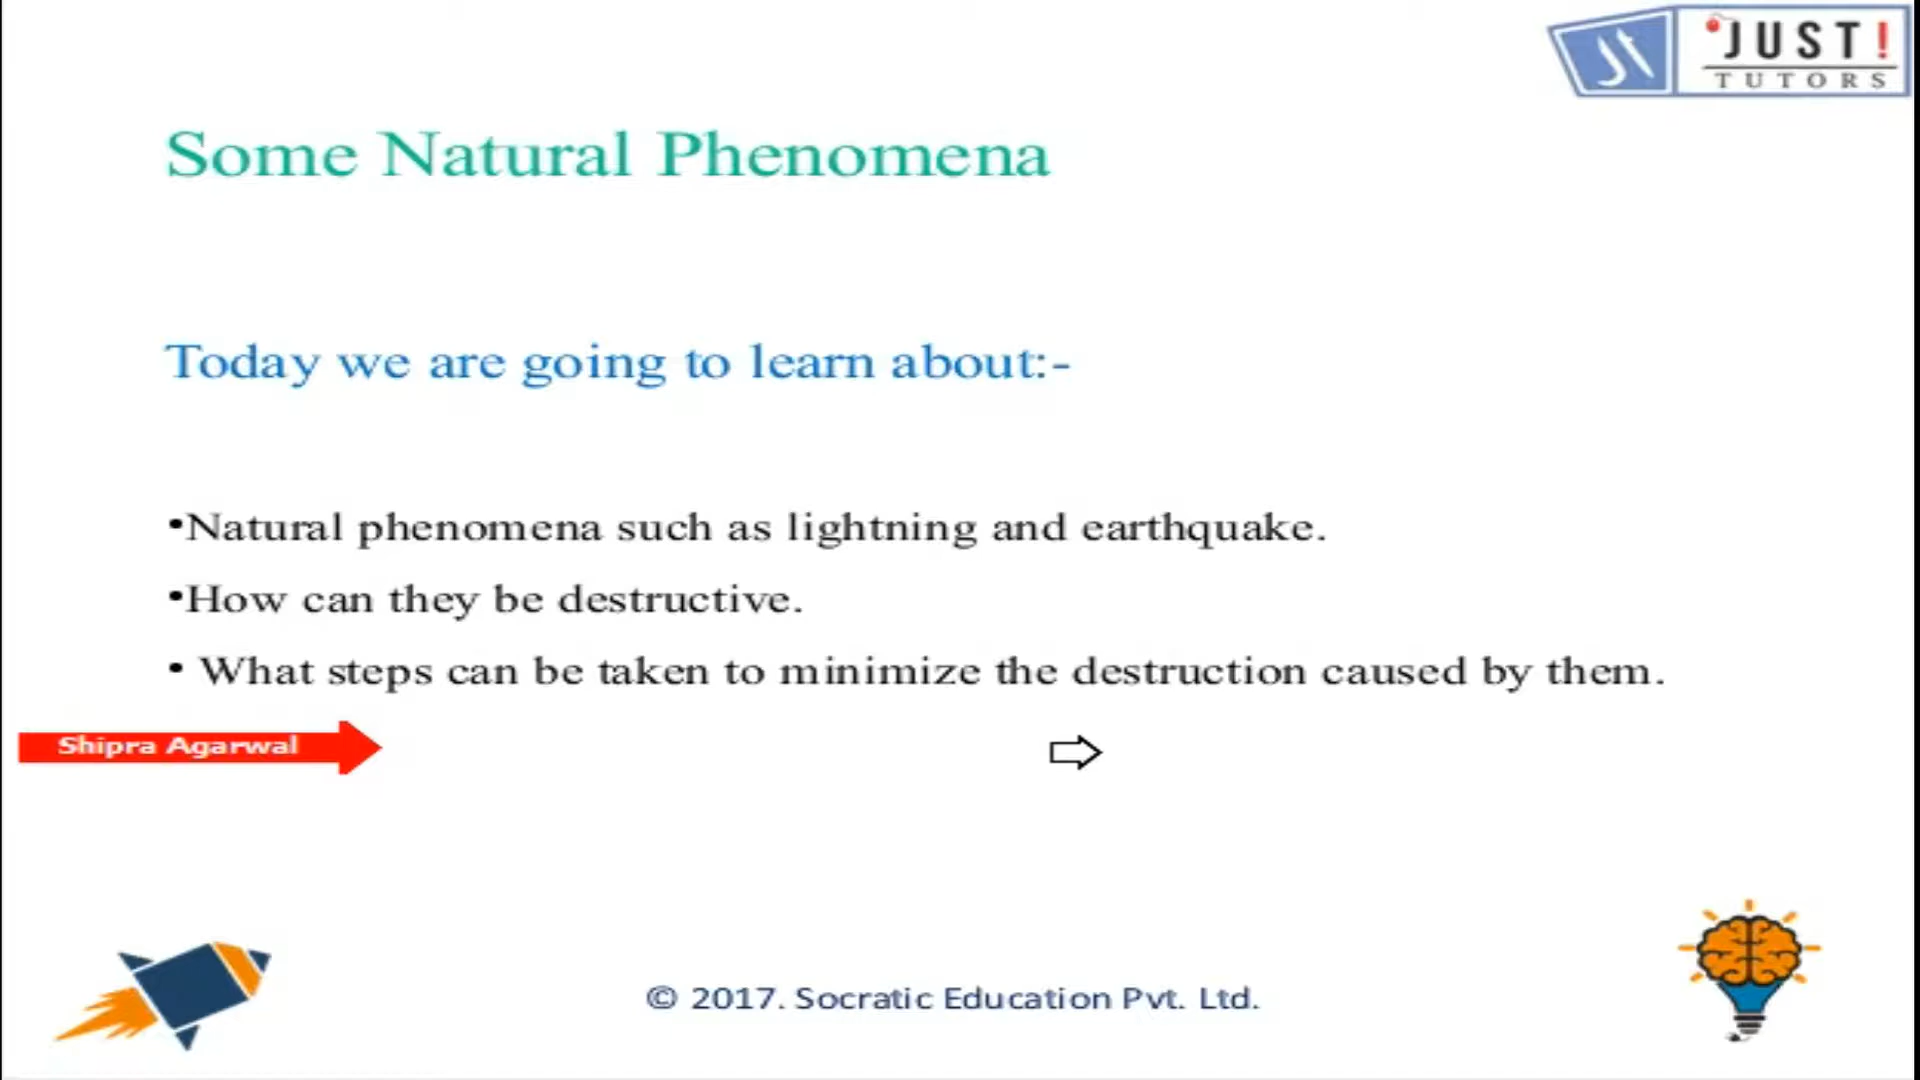 JUST!
TUTORS
Some Natural Phenomena
Today we are going to learn about:-
•Natural phenomena such as lightning and earthquake.
•How can they be destructive.
• What steps can be taken to minimize the destruction caused by them.
Shipra Agarwal
© 2017. Socratic Education Pvt. Ltd.